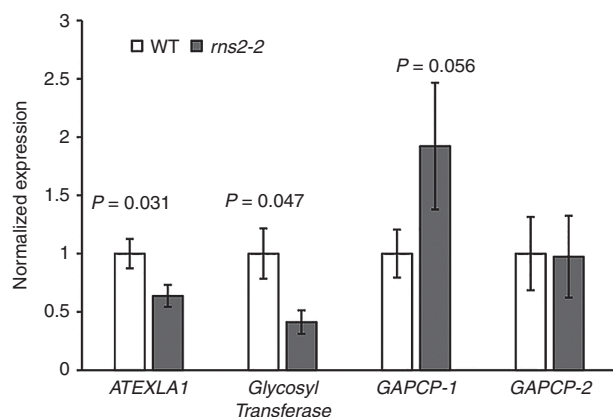 Normalized expression
3
2.5
2
1.5
1
0.5
0
WT rns2-2
P = 0.031
P = 0.047
P = 0.056
ATEXLA1
Glycosyl
Transferase
GAPCP-1
GAPCP-2